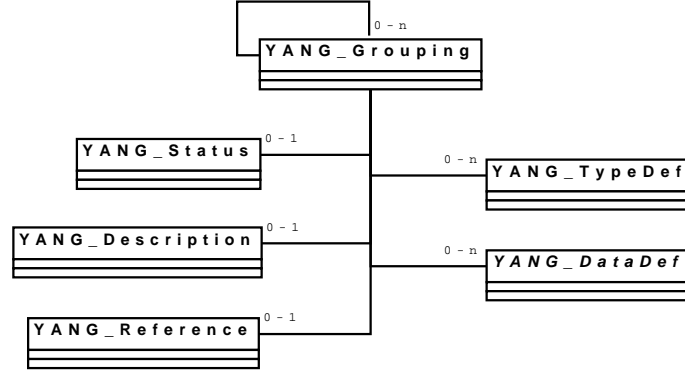 0 - n
YANG_Grouping
0 - 1
YANG_Status
0 - n
YANG_TypeDef
0 - 1
YANG_Description
0 - n
YANG_DataDef
0 - 1
YANG_Reference